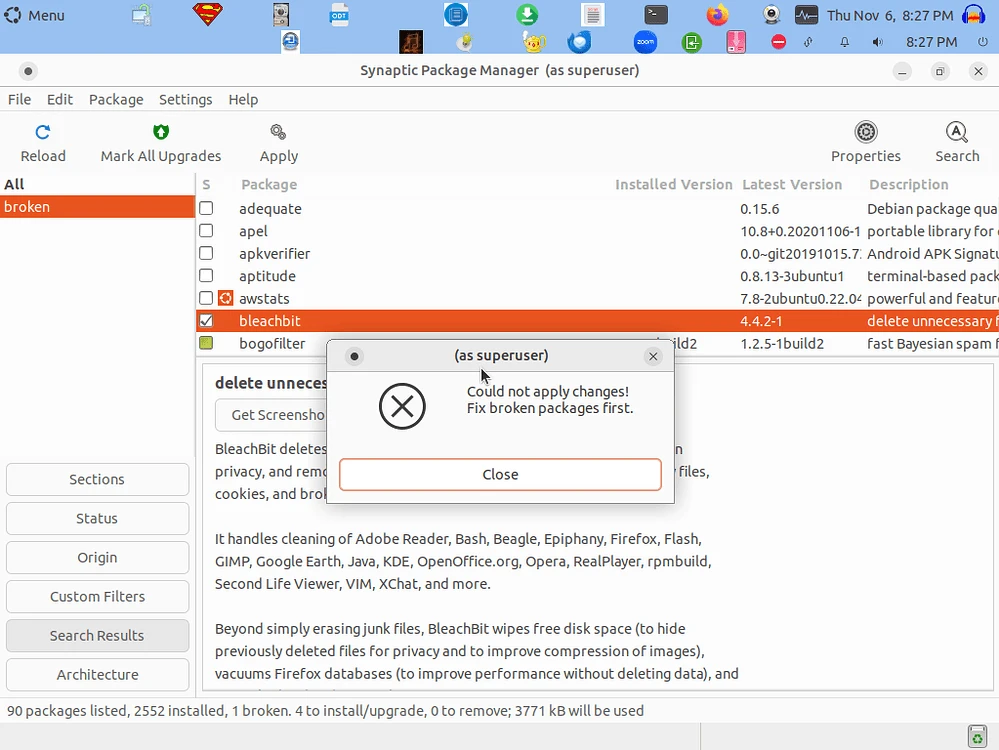 Menu
ODT
Thu Nov 6, 8:27 PM
zoom
8:27 PM
Synaptic Package Manager (as superuser)
File Edit Package Settings Help
Reload Mark All Upgrades Apply Properties Search
All
broken
S Package Installed Version Latest Version Description
adequate 0.15.6 Debian package qua
apel 10.8+0.20201106-1 portable library for
apkverifier 0.0~git20191015.7 Android APK Signatu
aptitude 0.8.13-3ubuntu1 terminal-based pack
awstats 7.8-2ubuntu0.22.04 powerful and feature
bleachbit 4.4.2-1 delete unnecessary f
bogofilter ild2 1.2.5-1build2 fast Bayesian spam f
(as superuser)
Could not apply changes!
Fix broken packages first.
Close
delete unneces
Get Screensho
BleachBit deletes n
privacy, and remo files,
cookies, and brok
It handles cleaning of Adobe Reader, Bash, Beagle, Epiphany, Firefox, Flash,
GIMP, Google Earth, Java, KDE, OpenOffice.org, Opera, RealPlayer, rpmbuild,
Second Life Viewer, VIM, XChat, and more.
Beyond simply erasing junk files, BleachBit wipes free disk space (to hide
previously deleted files for privacy and to improve compression of images),
vacuums Firefox databases (to improve performance without deleting data), and
Sections
Status
Origin
Custom Filters
Search Results
Architecture
90 packages listed, 2552 installed, 1 broken. 4 to install/upgrade, 0 to remove; 3771 kB will be used